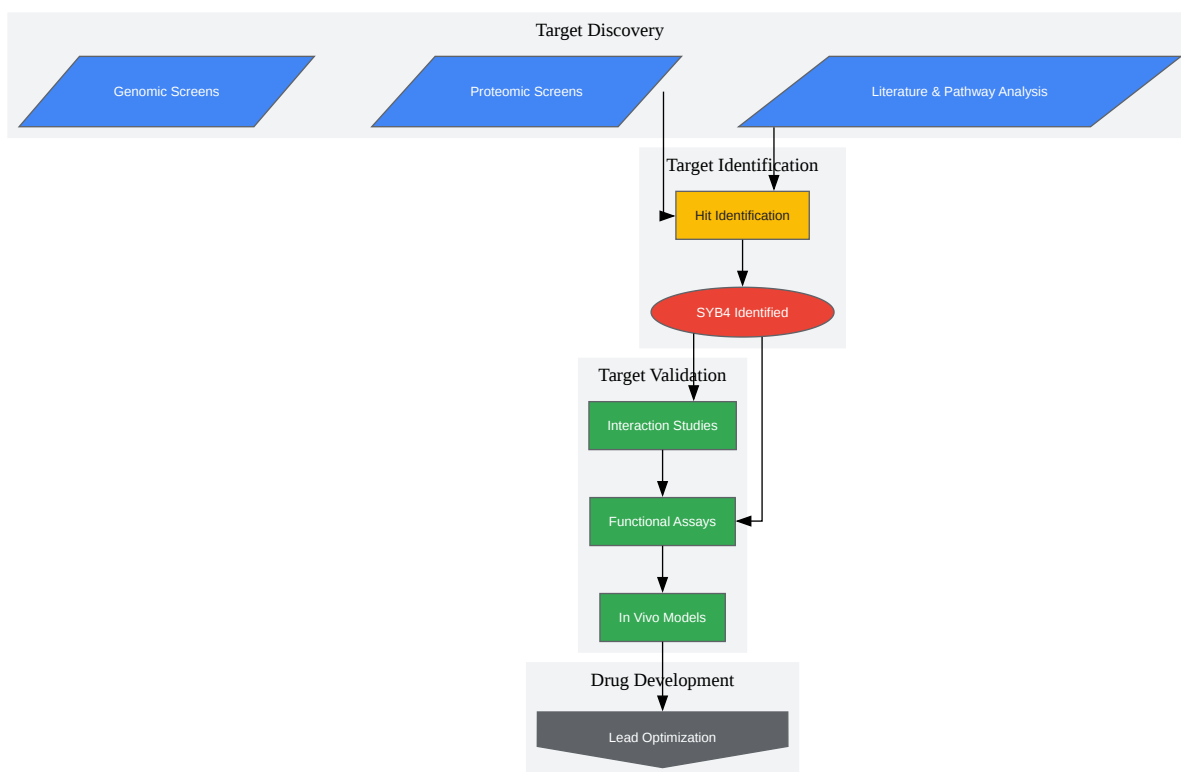 Target Discovery
Genomic Screens
Proteomic Screens
Literature & Pathway Analysis
Target Identification
Hit Identification
SYB4 Identified
Target Validation
Interaction Studies
Functional Assays
In Vivo Models
Drug Development
Lead Optimization